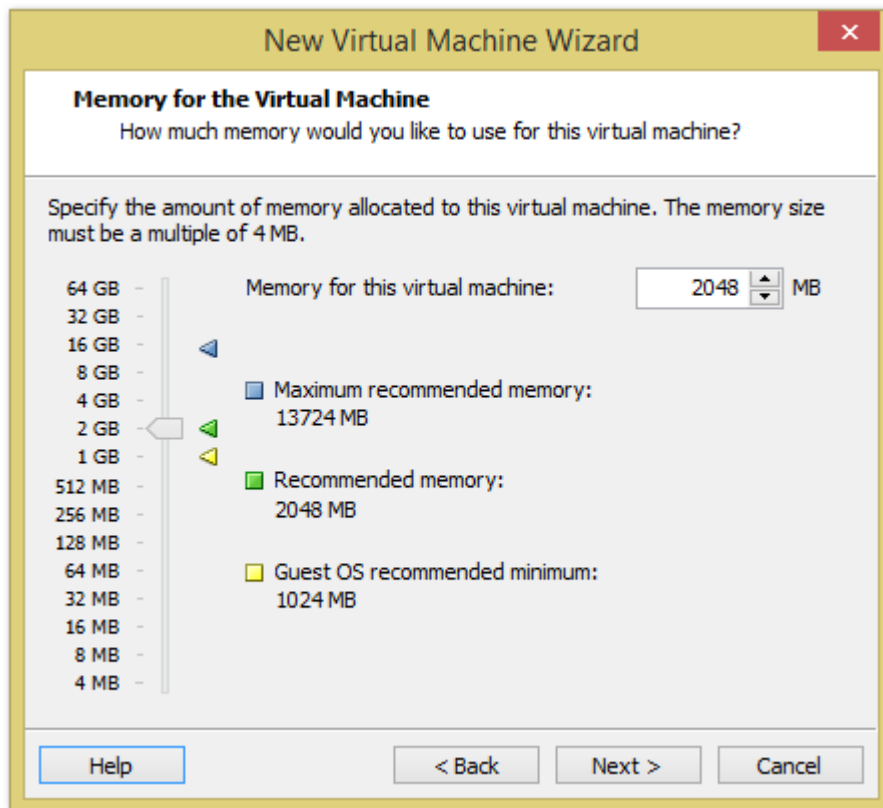 New Virtual Machine Wizard
Memory for the Virtual Machine
How much memory would you like to use for this virtual machine?
Specify the amount of memory allocated to this virtual machine. The memory size
must be a multiple of 4 MB.
Memory for this virtual machine: 2048 MB
64 GB
32 GB
16 GB
8 GB
4 GB
2 GB
1 GB
512 MB
256 MB
128 MB
64 MB
32 MB
16 MB
8 MB
4 MB
Maximum recommended memory:
13724 MB
Recommended memory:
2048 MB
Guest OS recommended minimum:
1024 MB
Help
< Back
Next >
Cancel